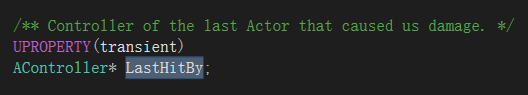 /** Controller of the last Actor that caused us damage. */
UPROPERTY(transient)
AController* LastHitBy;